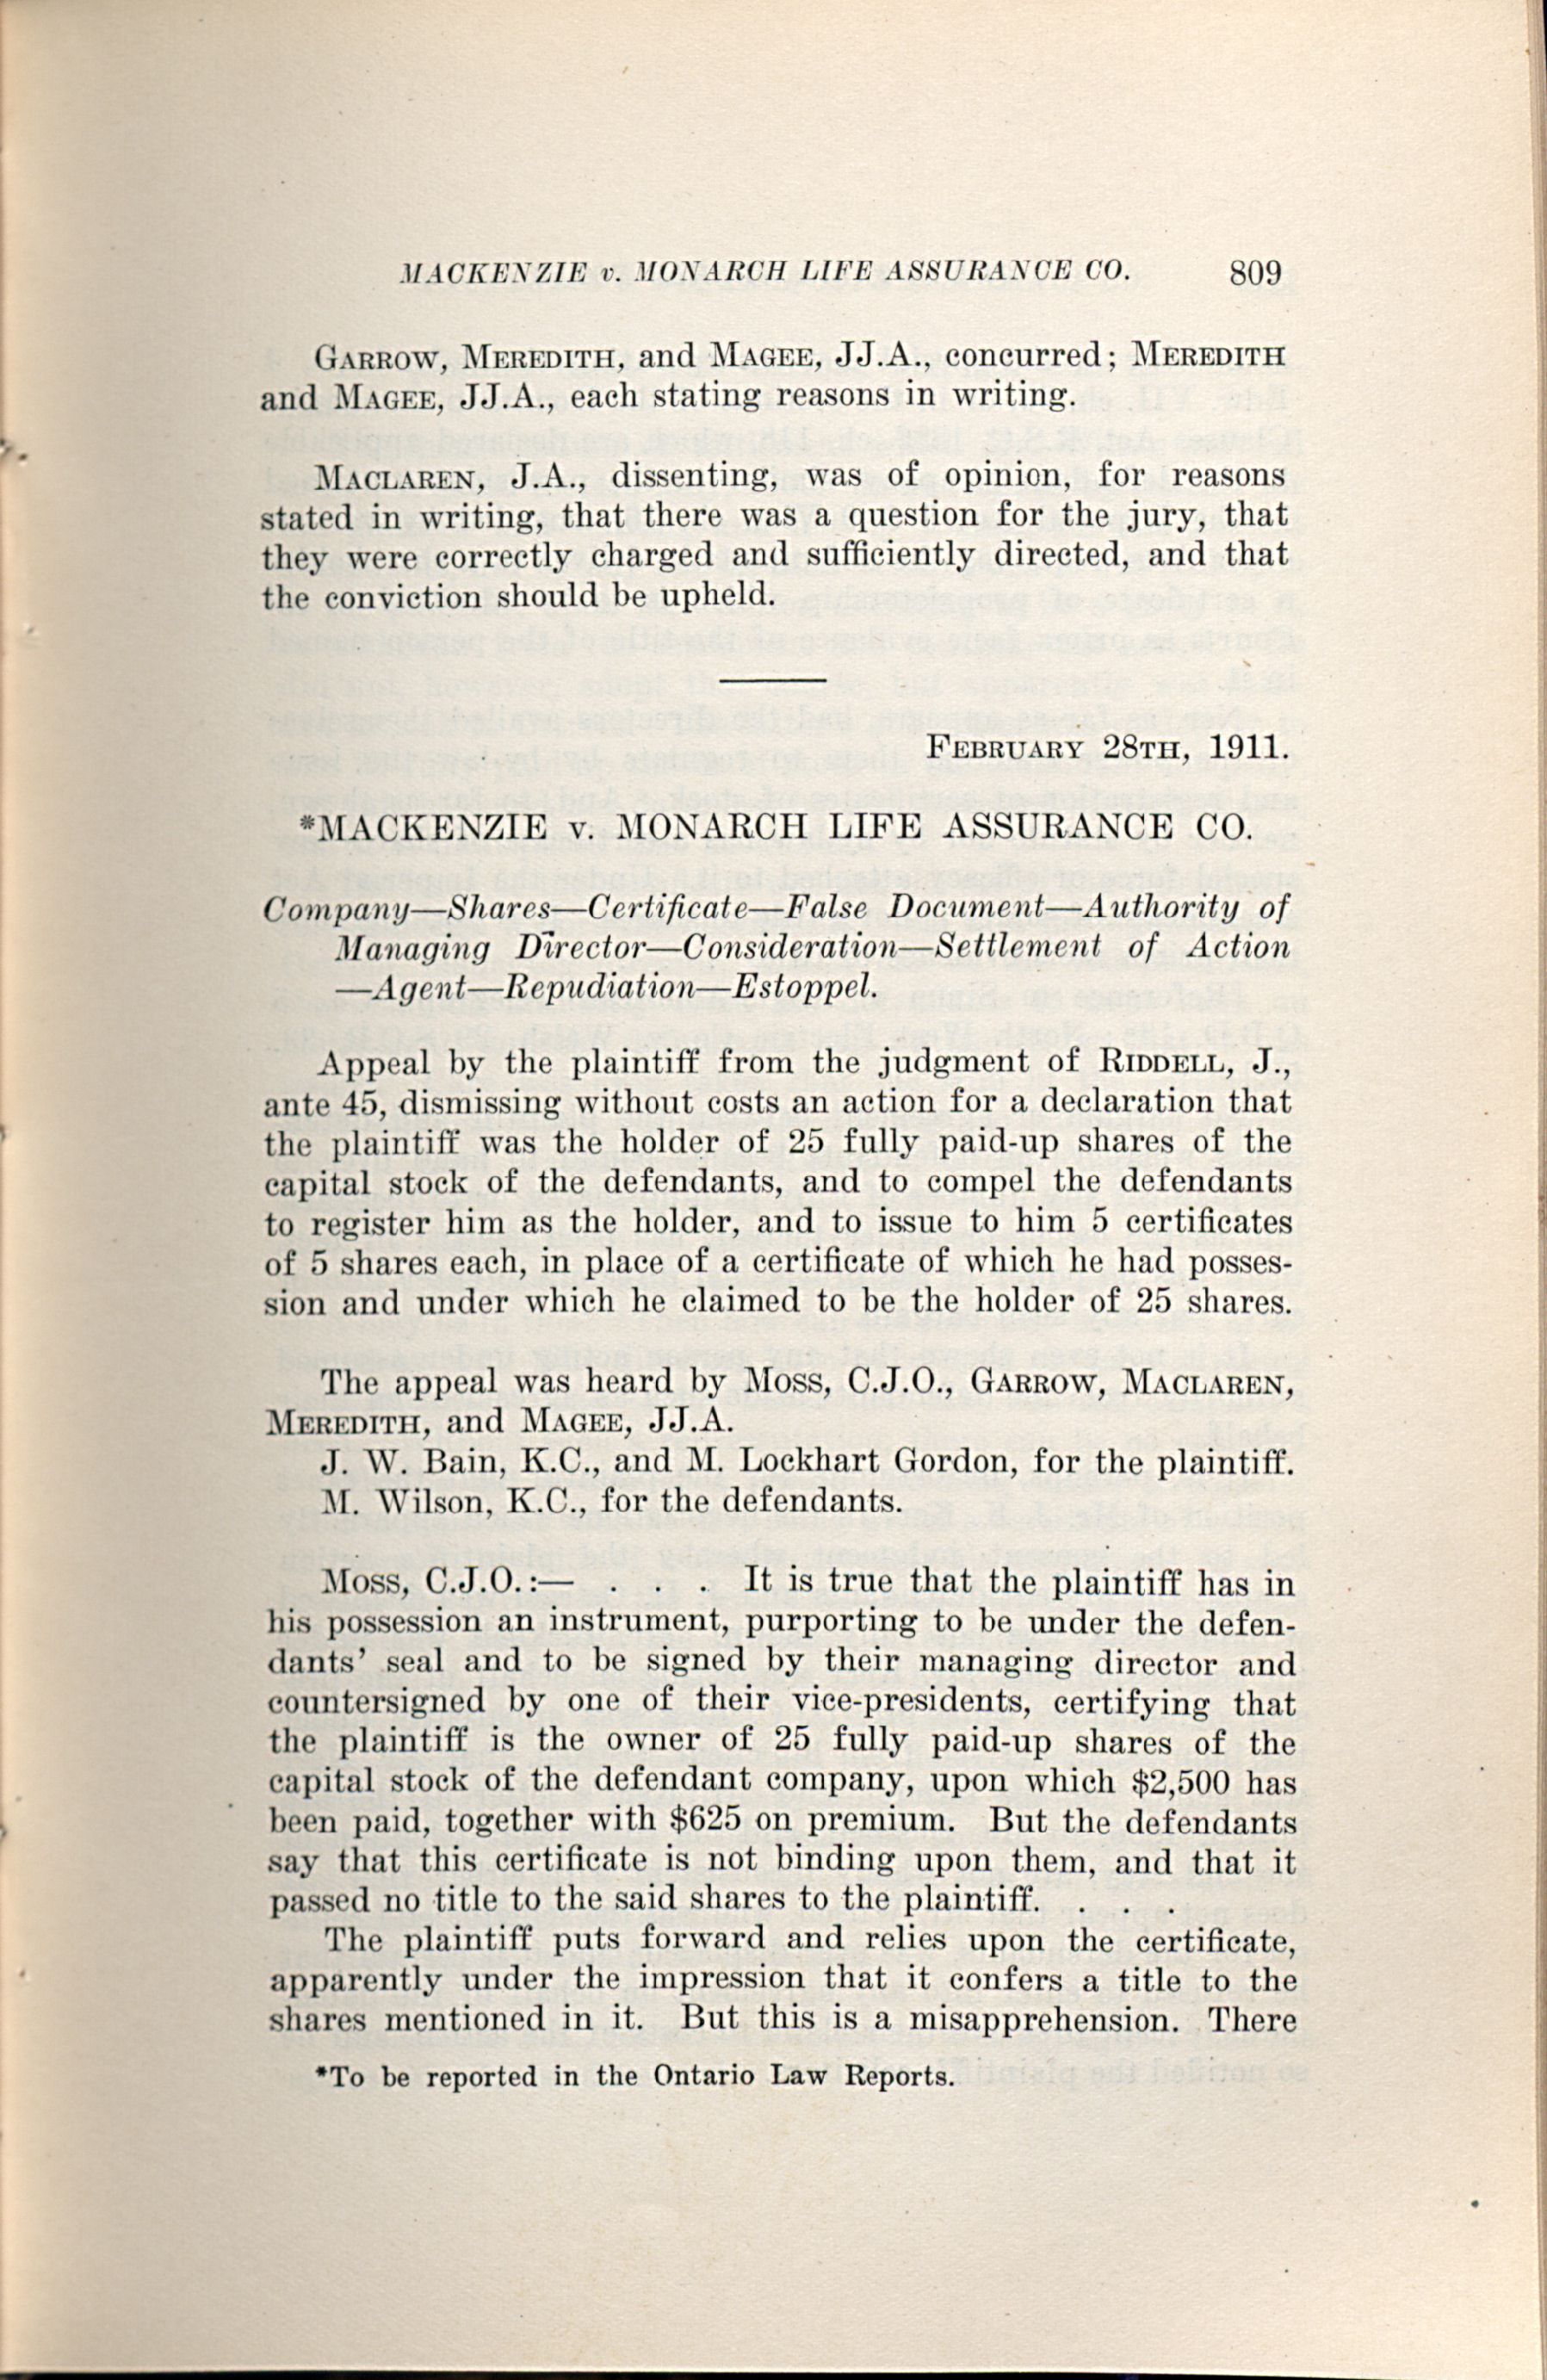 MACKENZIE v. MONARCH LIFE ASSURANCE CO. 809
GARROW, MEREDITH, and MAGEE, JJ.A., concurred; MEREDITH
and MAGEE, JJ.A., each stating reasons in writing.
MACLAREN, J.A., dissenting, was of opinion, for reasons
stated in writing, that there was a question for the jury, that
they were correctly charged and sufficiently directed, and that
the conviction should be upheld.
FEBRUARY 28TH, 1911.
*MACKENZIE v. MONARCH LIFE ASSURANCE CO.
Company—Shares—Certificate—False Document—Authority of
Managing Director—Consideration—Settlement of Action
—Agent—Repudiation—Estoppel.
Appeal by the plaintiff from the judgment of RIDDELL, J.,
ante 45, dismissing without costs an action for a declaration that
the plaintiff was the holder of 25 fully paid-up shares of the
capital stock of the defendants, and to compel the defendants
to register him as the holder, and to issue to him 5 certificates
of 5 shares each, in place of a certificate of which he had posses-
sion and under which he claimed to be the holder of 25 shares.
The appeal was heard by MOSS, C.J.O., GARROW, MACLAREN,
MEREDITH, and MAGEE, JJ.A.
J. W. Bain, K.C., and M. Lockhart Gordon, for the plaintiff.
M. Wilson, K.C., for the defendants.
MOSS, C.J.O.:— . . . It is true that the plaintiff has in
his possession an instrument, purporting to be under the defen-
dants' seal and to be signed by their managing director and
countersigned by one of their vice-presidents, certifying that
the plaintiff is the owner of 25 fully paid-up shares of the
capital stock of the defendant company, upon which $2,500 has
been paid, together with $625 on premium. But the defendants
say that this certificate is not binding upon them, and that it
passed no title to the said shares to the plaintiff. . . .
The plaintiff puts forward and relies upon the certificate,
apparently under the impression that it confers a title to the
shares mentioned in it. But this is a misapprehension. There
*To be reported in the Ontario Law Reports.